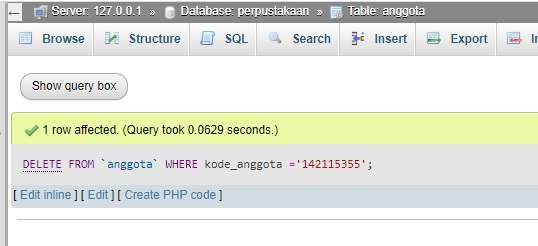 Server: 127.0.0.1 » Database: perpustakaan » Table: anggota
Browse Structure SQL Search Insert Export
Show query box
1 row affected. (Query took 0.0629 seconds.)
DELETE FROM `anggota` WHERE kode_anggota ='142115355';
[ Edit inline ] [ Edit ] [ Create PHP code ]